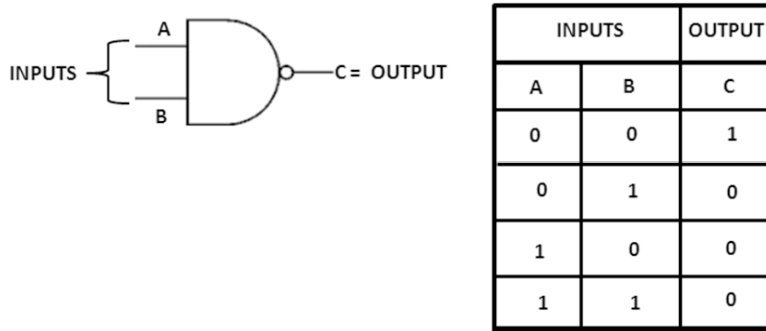 A
INPUTS
C = OUTPUT
B
INPUTS OUTPUT
A B C
0 0 1
0 1 0
1 0 0
1 1 0